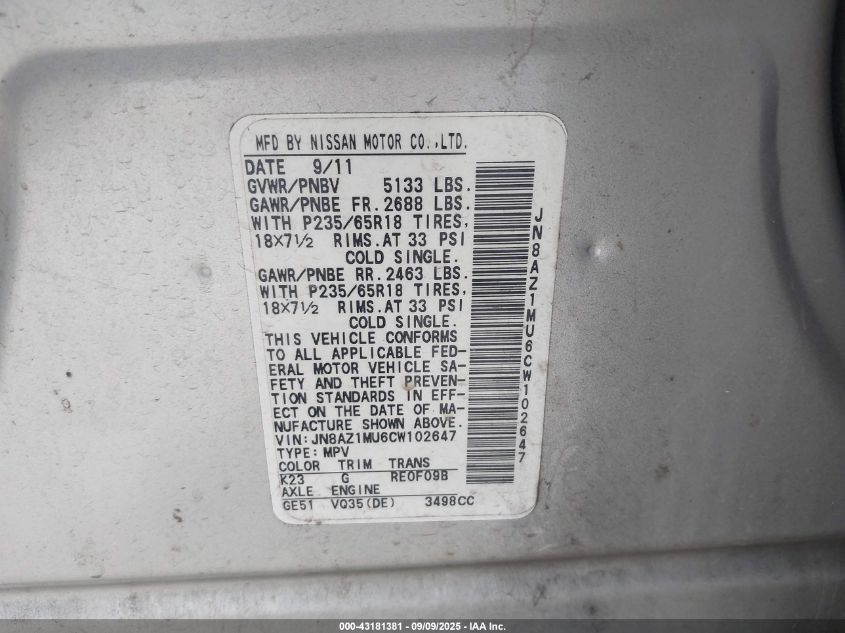 MFD BY NISSAN MOTOR CO.,LTD.
DATE 9/11
GVWR/PNBV 5133 LBS.
GAWR/PNBE FR. 2688 LBS.
WITH P235/65R18 TIRES,
18×7½ RIMS. AT 33 PSI
COLD SINGLE.
GAWR/PNBE RR. 2463 LBS.
WITH P235/65R18 TIRES,
18×7½ RIMS. AT 33 PSI
COLD SINGLE.
THIS VEHICLE CONFORMS
TO ALL APPLICABLE FED-
ERAL MOTOR VEHICLE SA-
FETY AND THEFT PREVEN-
TION STANDARDS IN EFF-
ECT ON THE DATE OF MA-
NUFACTURE SHOWN ABOVE.
VIN:JN8AZ1MU6CW102647
TYPE:MPV
COLOR TRIM TRANS
K23 G RE0F09B
AXLE ENGINE
GE51 VQ35(DE) 3498CC
JN8AZ1MU6CW102647
000-43181381 - 09/09/2025 - IAA Inc.